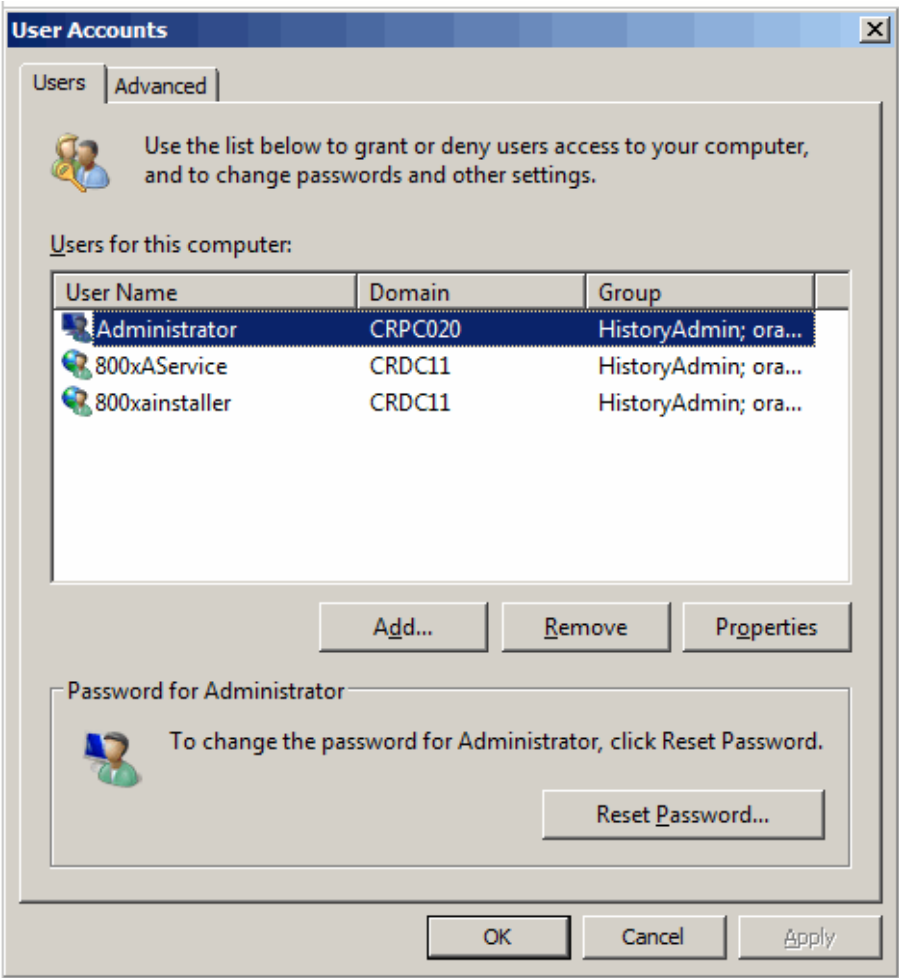 User Accounts
Users Advanced
Use the list below to grant or deny users access to your computer,
and to change passwords and other settings.
Users for this computer:
User Name Domain Group
Administrator CRPC020 HistoryAdmin; ora...
800xAService CRDC11 HistoryAdmin; ora...
800xainstaller CRDC11 HistoryAdmin; ora...
Add... Remove Properties
Password for Administrator
To change the password for Administrator, click Reset Password.
Reset Password...
OK Cancel Apply